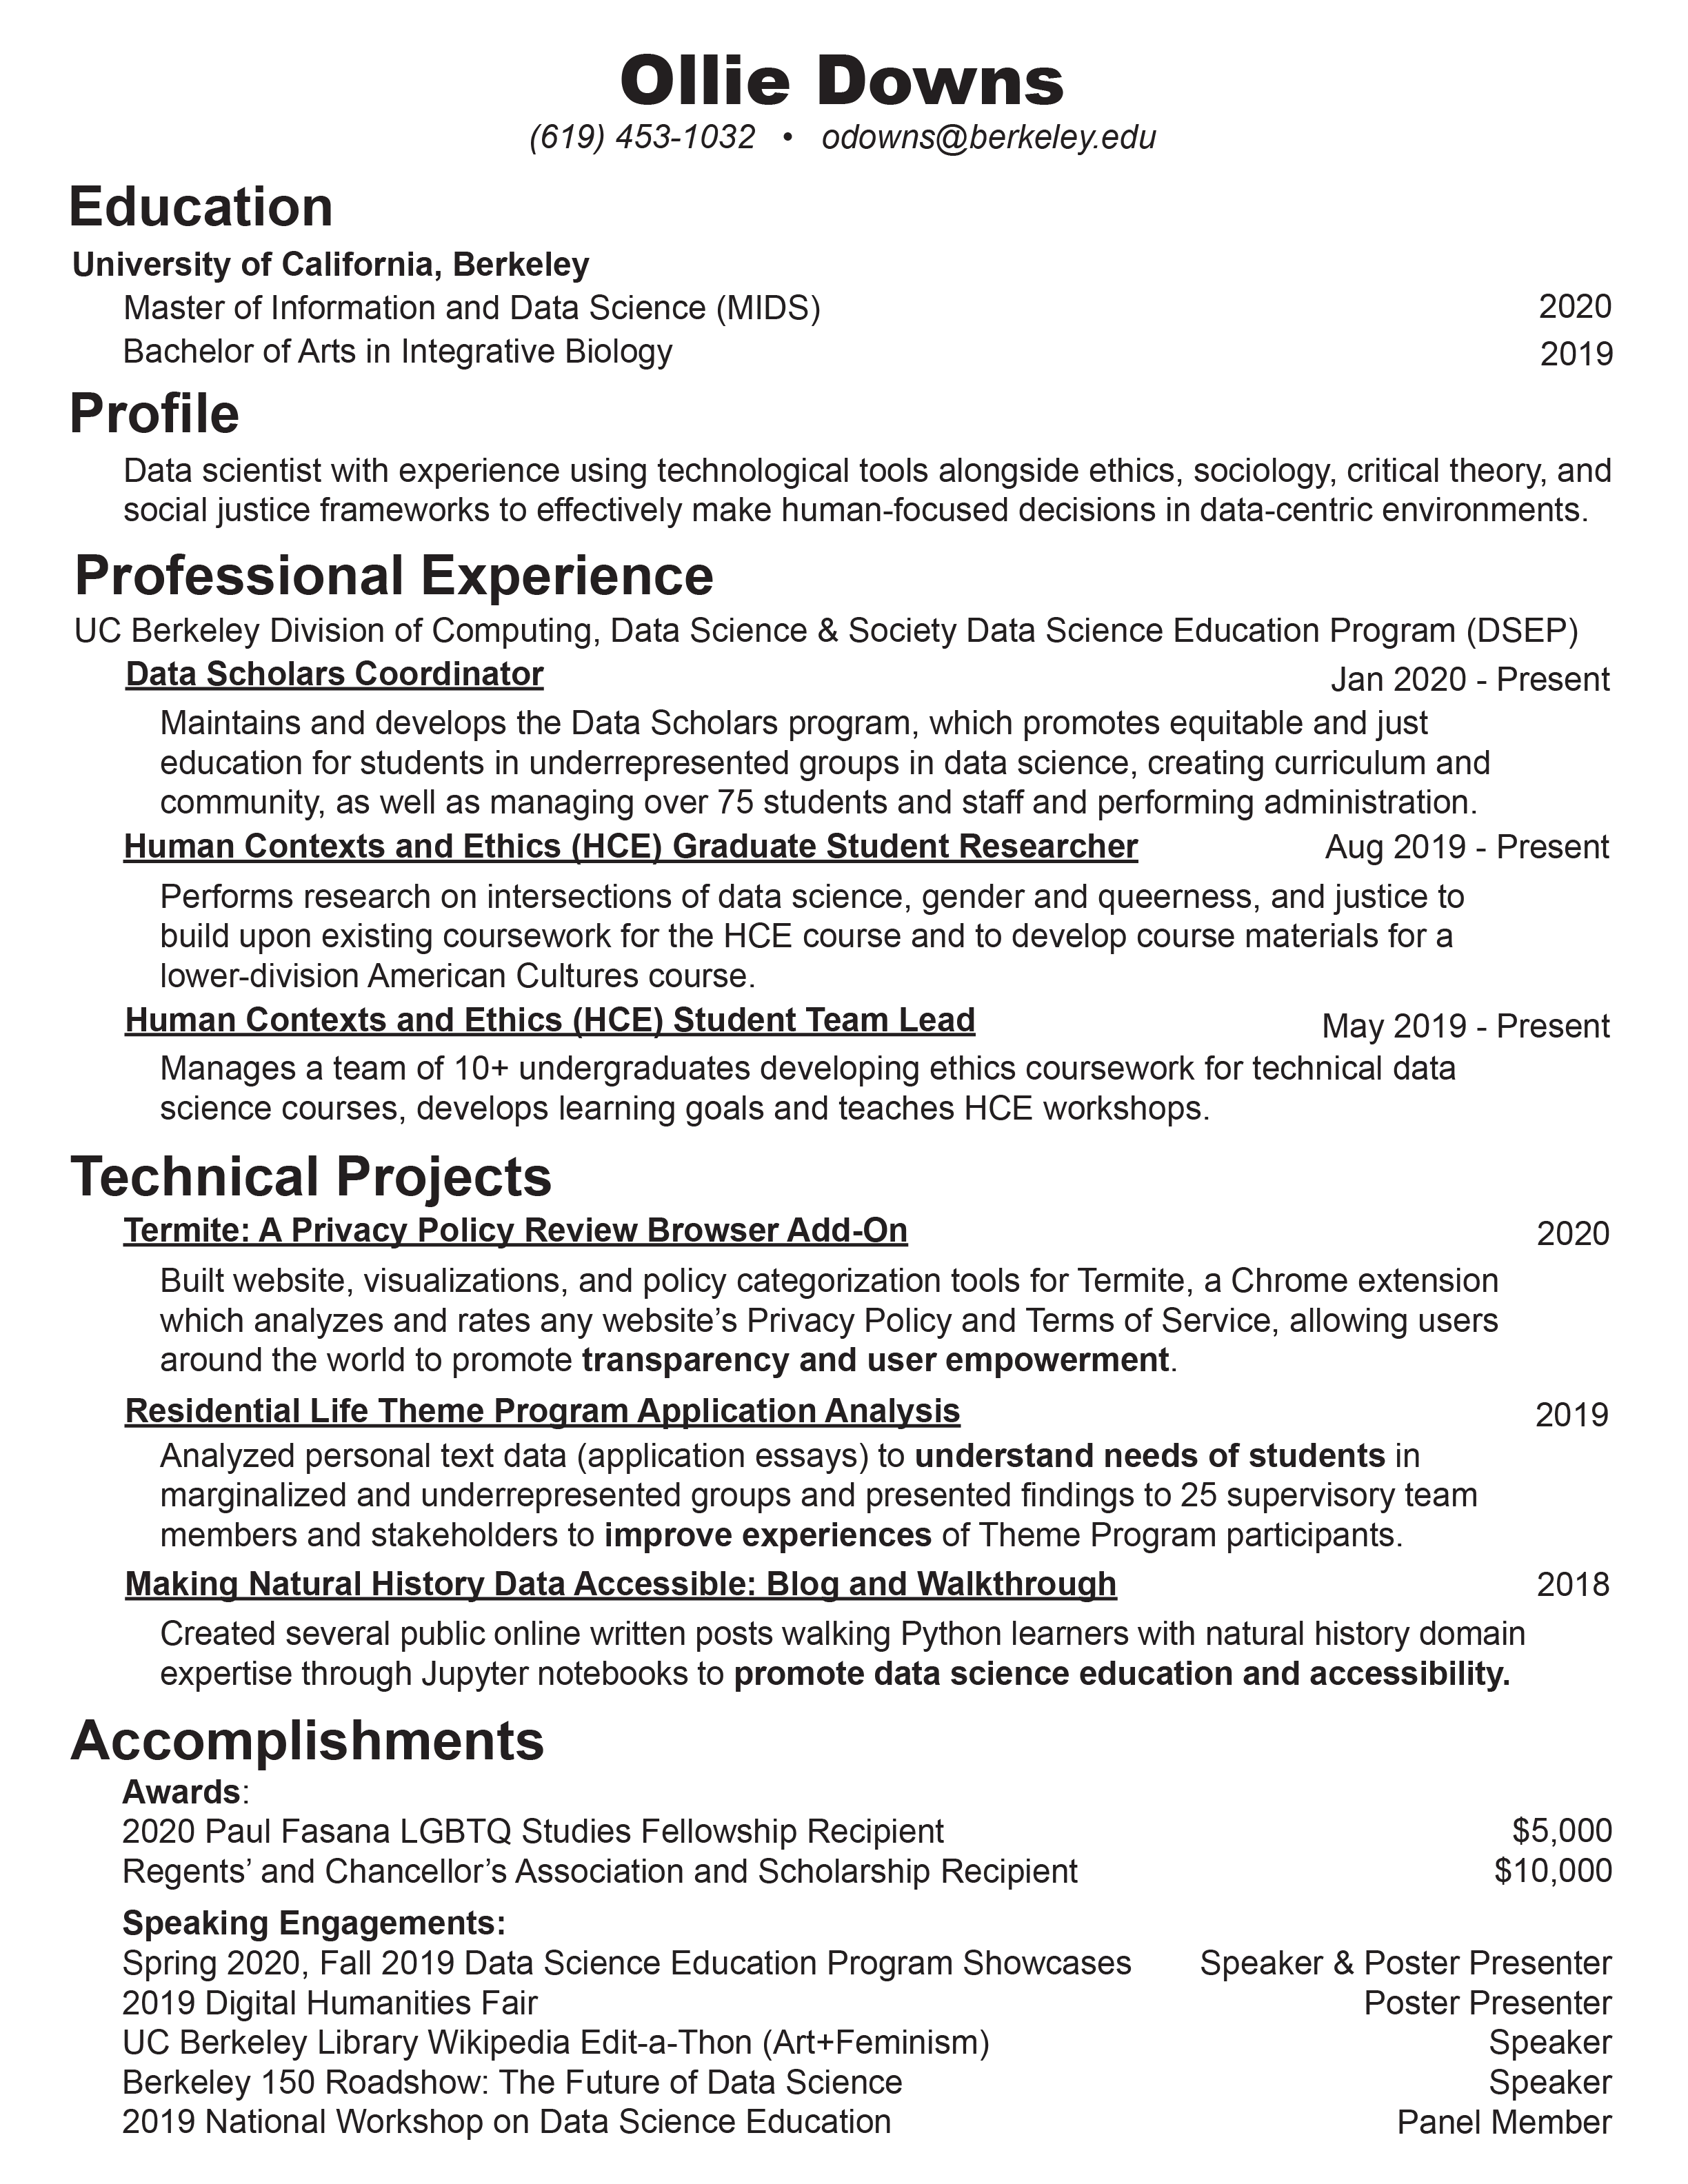 Ollie Downs
(619) 453-1032 • odowns@berkeley.edu
Education
University of California, Berkeley
Master of Information and Data Science (MIDS) 2020
Bachelor of Arts in Integrative Biology 2019
Profile
Data scientist with experience using technological tools alongside ethics, sociology, critical theory, and
social justice frameworks to effectively make human-focused decisions in data-centric environments.
Professional Experience
UC Berkeley Division of Computing, Data Science & Society Data Science Education Program (DSEP)
Data Scholars Coordinator Jan 2020 - Present
Maintains and develops the Data Scholars program, which promotes equitable and just
education for students in underrepresented groups in data science, creating curriculum and
community, as well as managing over 75 students and staff and performing administration.
Human Contexts and Ethics (HCE) Graduate Student Researcher Aug 2019 - Present
Performs research on intersections of data science, gender and queerness, and justice to
build upon existing coursework for the HCE course and to develop course materials for a
lower-division American Cultures course.
Human Contexts and Ethics (HCE) Student Team Lead May 2019 - Present
Manages a team of 10+ undergraduates developing ethics coursework for technical data
science courses, develops learning goals and teaches HCE workshops.
Technical Projects
Termite: A Privacy Policy Review Browser Add-On 2020
Built website, visualizations, and policy categorization tools for Termite, a Chrome extension
which analyzes and rates any website’s Privacy Policy and Terms of Service, allowing users
around the world to promote transparency and user empowerment.
Residential Life Theme Program Application Analysis 2019
Analyzed personal text data (application essays) to understand needs of students in
marginalized and underrepresented groups and presented findings to 25 supervisory team
members and stakeholders to improve experiences of Theme Program participants.
Making Natural History Data Accessible: Blog and Walkthrough 2018
Created several public online written posts walking Python learners with natural history domain
expertise through Jupyter notebooks to promote data science education and accessibility.
Accomplishments
Awards:
2020 Paul Fasana LGBTQ Studies Fellowship Recipient $5,000
Regents’ and Chancellor’s Association and Scholarship Recipient $10,000
Speaking Engagements:
Spring 2020, Fall 2019 Data Science Education Program Showcases Speaker & Poster Presenter
2019 Digital Humanities Fair Poster Presenter
UC Berkeley Library Wikipedia Edit-a-Thon (Art+Feminism) Speaker
Berkeley 150 Roadshow: The Future of Data Science Speaker
2019 National Workshop on Data Science Education Panel Member